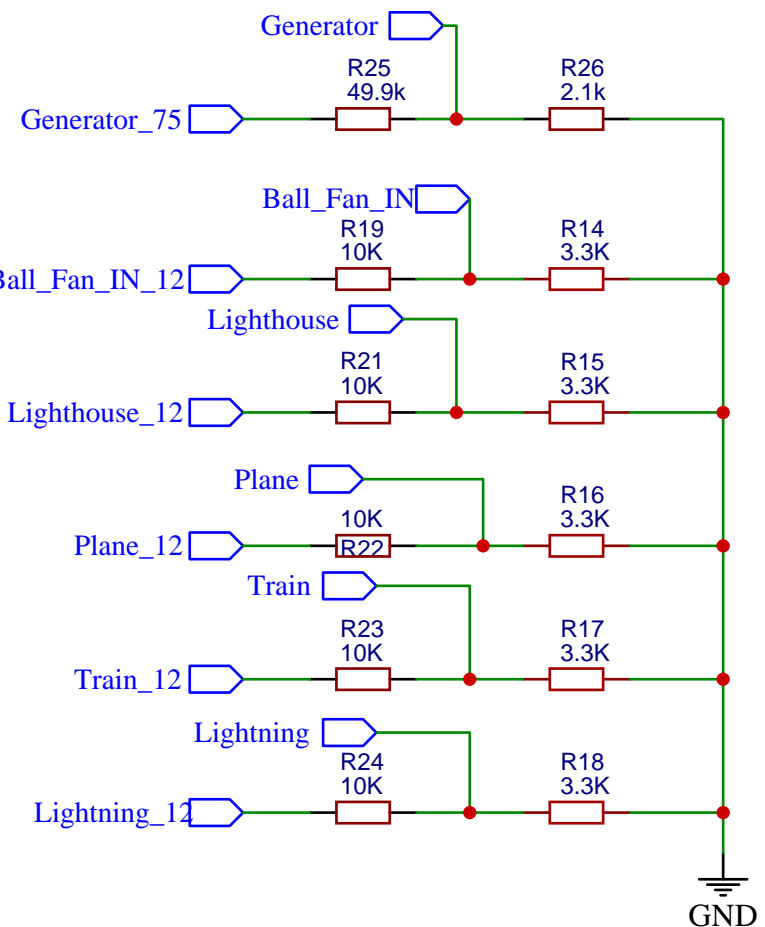 Generator
R25
49.9k
R26
2.1k
Generator_75
Ball_Fan_IN
R19
10K
R14
3.3K
Ball_Fan_IN_12
Lighthouse
R21
10K
R15
3.3K
Lighthouse_12
Plane
10K
R22
R16
3.3K
Plane_12
Train
R23
10K
R17
3.3K
Train_12
Lightning
R24
10K
R18
3.3K
Lightning_12
GND